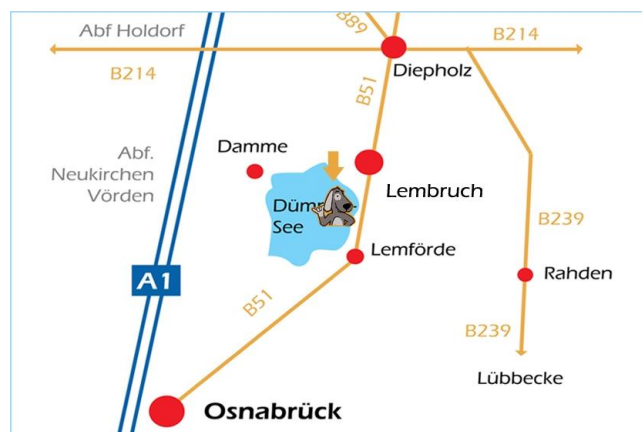 Abf Holdorf
B89
B214
B214
Diepholz
B51
Abf.
Neukirchen
Vörden
Damme
Lembruch
See
B239
Lemförde
A1
Rahden
B51
B239
Lübbecke
Osnabrück